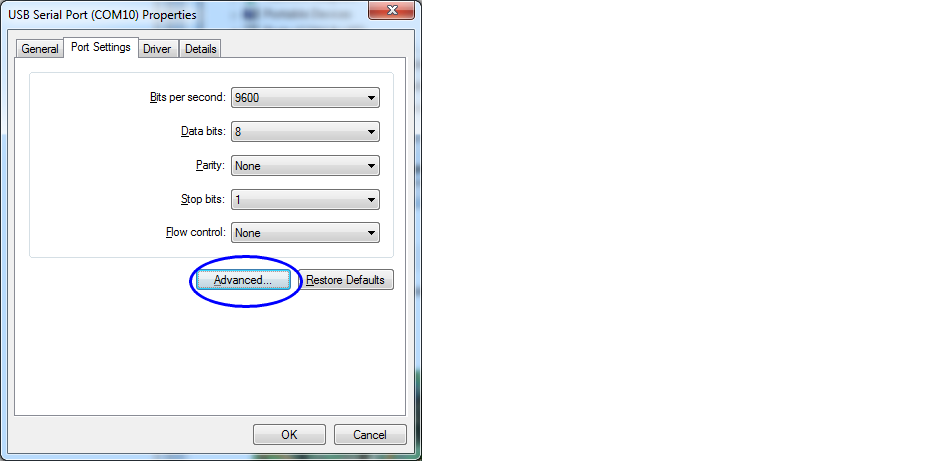 USB Serial Port (COM10) Properties
General Port Settings Driver Details
Bits per second: 9600
Data bits: 8
Parity: None
Stop bits: 1
Flow control: None
Advanced... Restore Defaults
OK Cancel